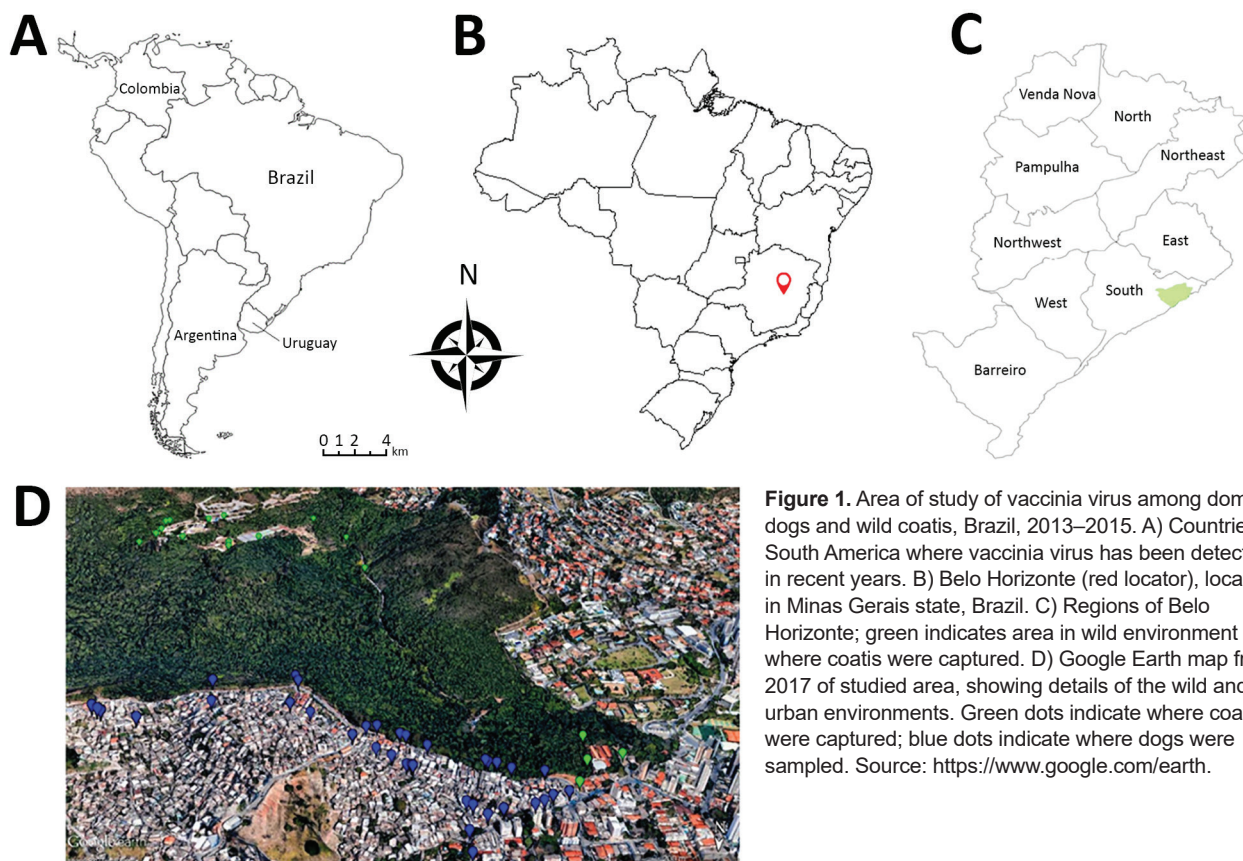 A
B
C
Colombia
Brazil
Argentina
Uruguay
N
0 1 2 4
km
Venda Nova
North
Pampulha
Northeast
Northwest
East
West
South
Barreiro
D
Google earth
N
Figure 1. Area of study of vaccinia virus among dom
dogs and wild coatis, Brazil, 2013–2015. A) Countrie
South America where vaccinia virus has been detect
in recent years. B) Belo Horizonte (red locator), loca
in Minas Gerais state, Brazil. C) Regions of Belo
Horizonte; green indicates area in wild environment
where coatis were captured. D) Google Earth map fr
2017 of studied area, showing details of the wild and
urban environments. Green dots indicate where coa
were captured; blue dots indicate where dogs were
sampled. Source: https://www.google.com/earth.